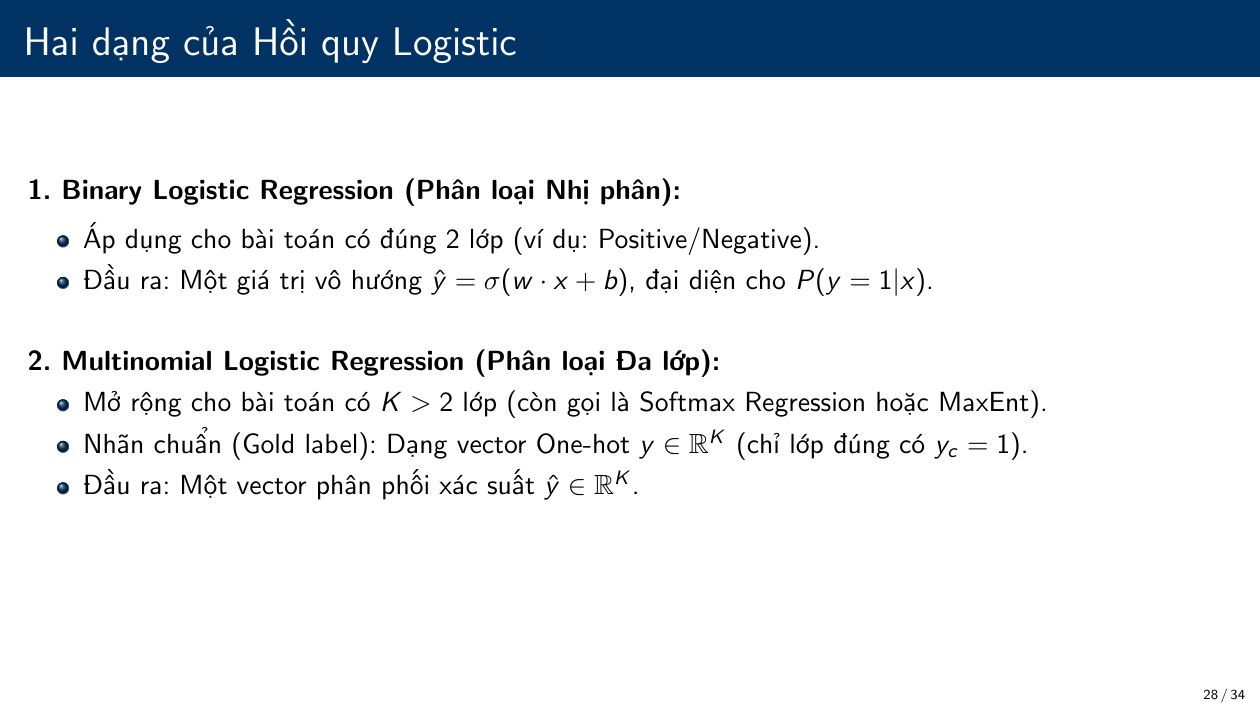 Hai dạng của Hồi quy Logistic
1. Binary Logistic Regression (Phân loại Nhị phân):
Áp dụng cho bài toán có đúng 2 lớp (ví dụ: Positive/Negative).
Đầu ra: Một giá trị vô hướng ŷ = σ(w · x + b), đại diện cho P(y = 1|x).
2. Multinomial Logistic Regression (Phân loại Đa lớp):
Mở rộng cho bài toán có K > 2 lớp (còn gọi là Softmax Regression hoặc MaxEnt).
Nhãn chuẩn (Gold label): Dạng vector One-hot y ∈ ℝ^K (chỉ lớp đúng có y_c = 1).
Đầu ra: Một vector phân phối xác suất ŷ ∈ ℝ^K.
28 / 34